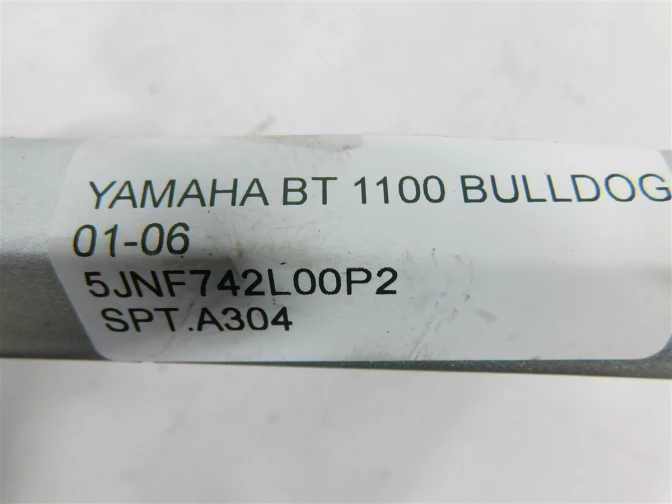 YAMAHA BT 1100 BULLDOG
01-06
5JNF742L00P2
SPT.A304